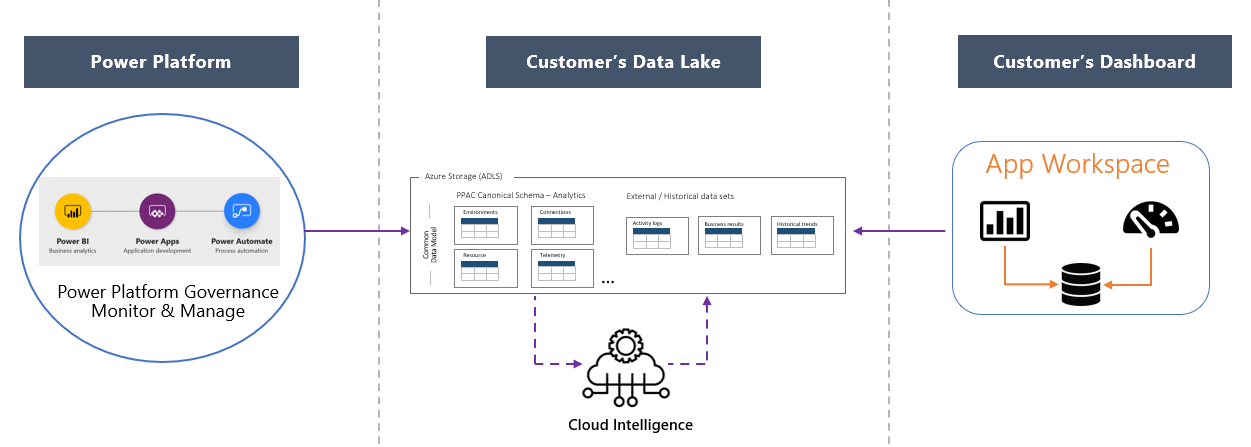 Power Platform
Customer’s Data Lake
Customer’s Dashboard
Power BI
Business analytics
Power Apps
Application development
Power Automate
Process automation
Power Platform Governance
Monitor & Manage
Azure Storage (ADLS)
PPAC Canonical Schema – Analytics
External / Historical data sets
Common
Data Model
Environments
Connections
Resource
Telemetry
...
Activity logs
Business results
Historical trends
Cloud Intelligence
App Workspace